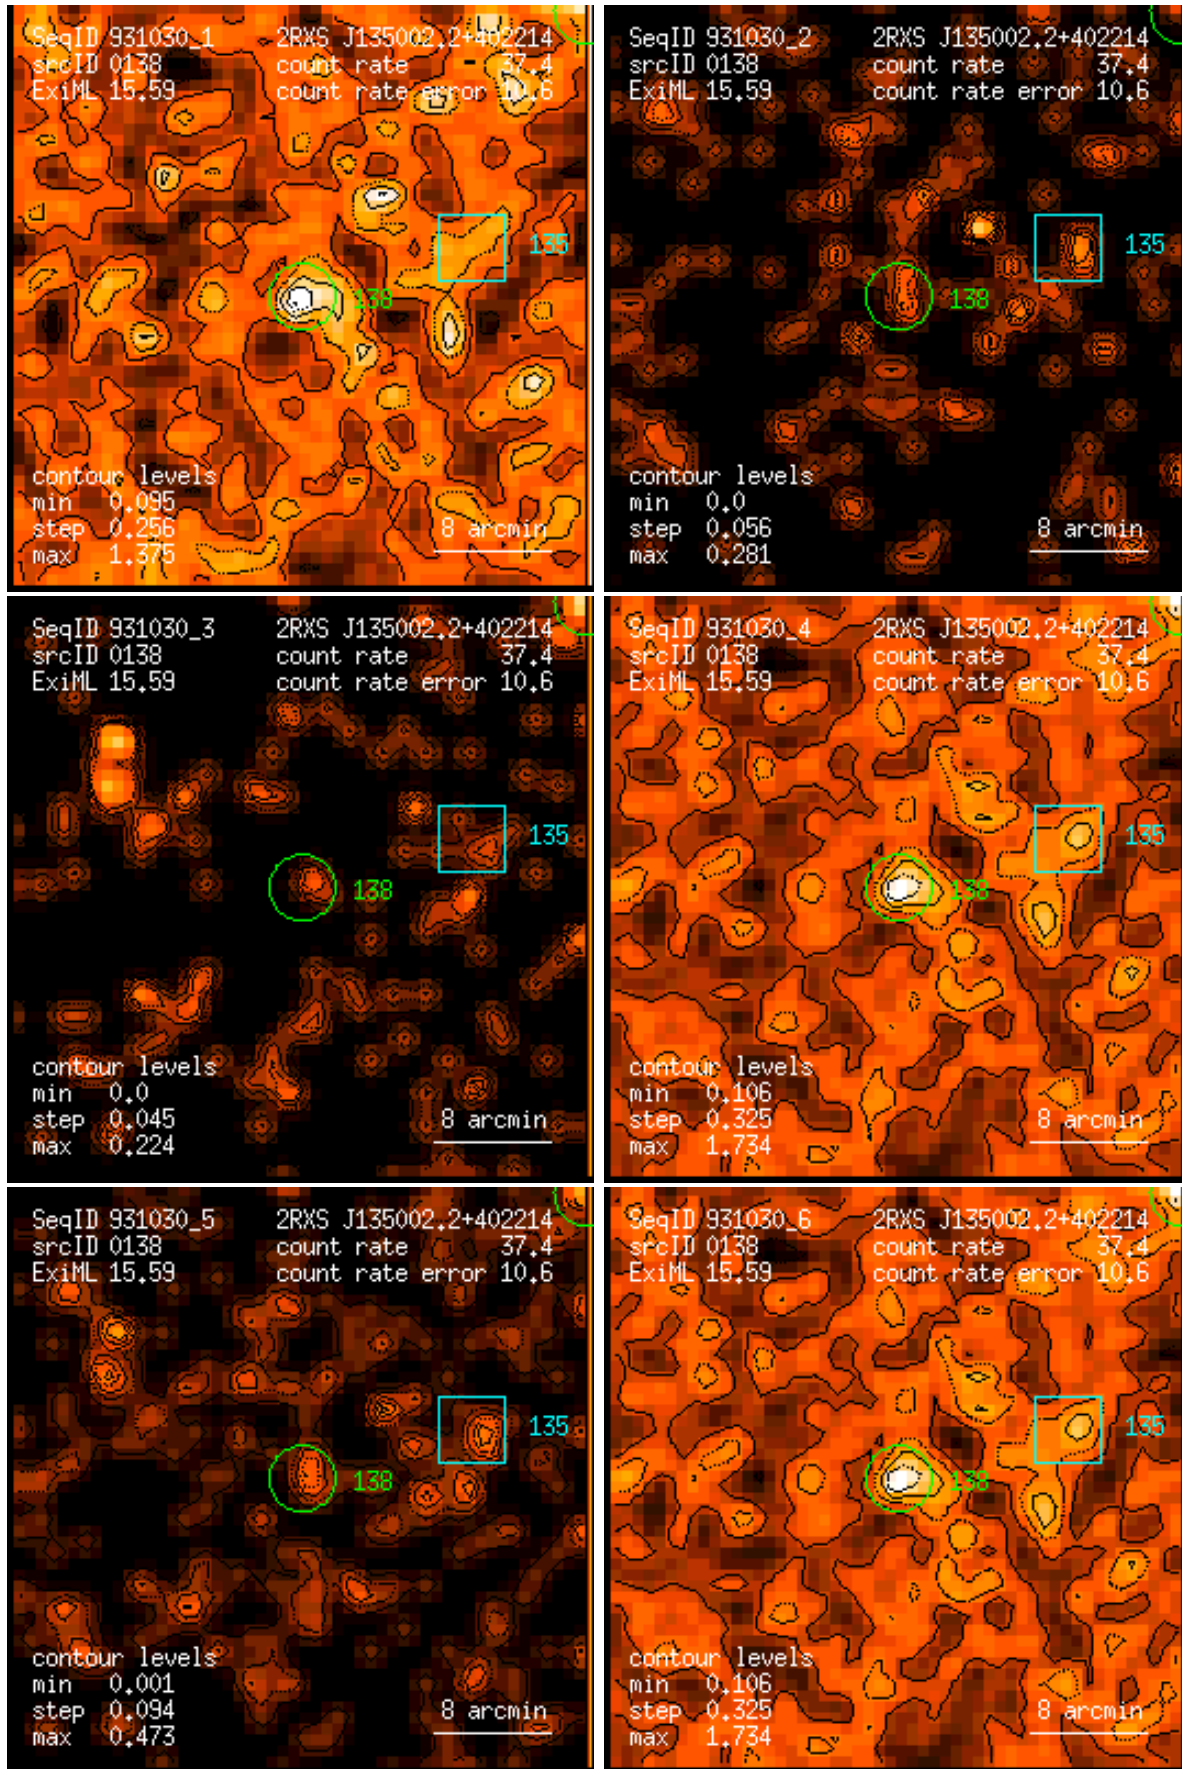 SeqID 931030_1 2RXS J135002.2+402214
srcID 0138 count rate 37.4
ExiML 15.59 count rate error 10.6
135
138
contour levels
min 0.095
step 0.256 8 arcmin
max 1.375
SeqID 931030_2 2RXS J135002.2+402214
srcID 0138 count rate 37.4
ExiML 15.59 count rate error 10.6
135
138
contour levels
min 0.0
step 0.056 8 arcmin
max 0.281
SeqID 931030_3 2RXS J135002.2+402214
srcID 0138 count rate 37.4
ExiML 15.59 count rate error 10.6
135
138
contour levels
min 0.0
step 0.045 8 arcmin
max 0.224
SeqID 931030_4 2RXS J135002.2+402214
srcID 0138 count rate 37.4
ExiML 15.59 count rate error 10.6
135
138
contour levels
min 0.106
step 0.325 8 arcmin
max 1.734
SeqID 931030_5 2RXS J135002.2+402214
srcID 0138 count rate 37.4
ExiML 15.59 count rate error 10.6
135
138
contour levels
min 0.001
step 0.094 8 arcmin
max 0.473
SeqID 931030_6 2RXS J135002.2+402214
srcID 0138 count rate 37.4
ExiML 15.59 count rate error 10.6
135
138
contour levels
min 0.106
step 0.325 8 arcmin
max 1.734